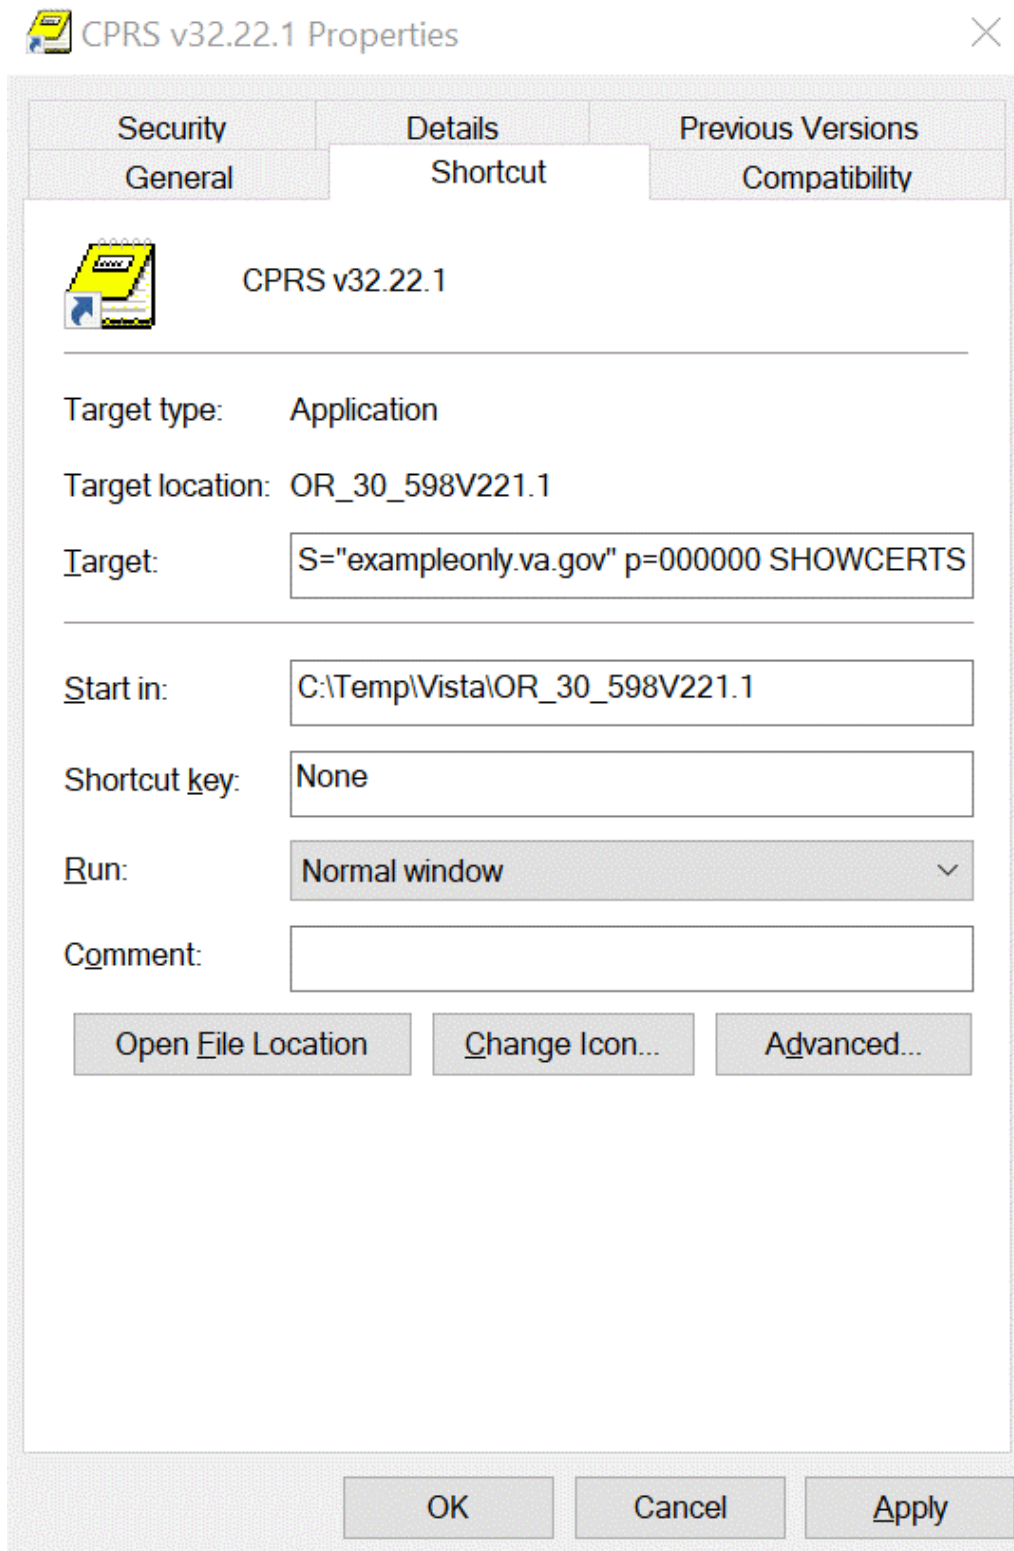 CPRS v32.22.1 Properties
Security Details Previous Versions
General Shortcut Compatibility
CPRS v32.22.1
Target type: Application
Target location: OR_30_598V221.1
Target: S="exampleonly.va.gov" p=000000 SHOWCERTS
Start in: C:\Temp\Vista\OR_30_598V221.1
Shortcut key: None
Run: Normal window
Comment:
Open File Location Change Icon... Advanced...
OK Cancel Apply